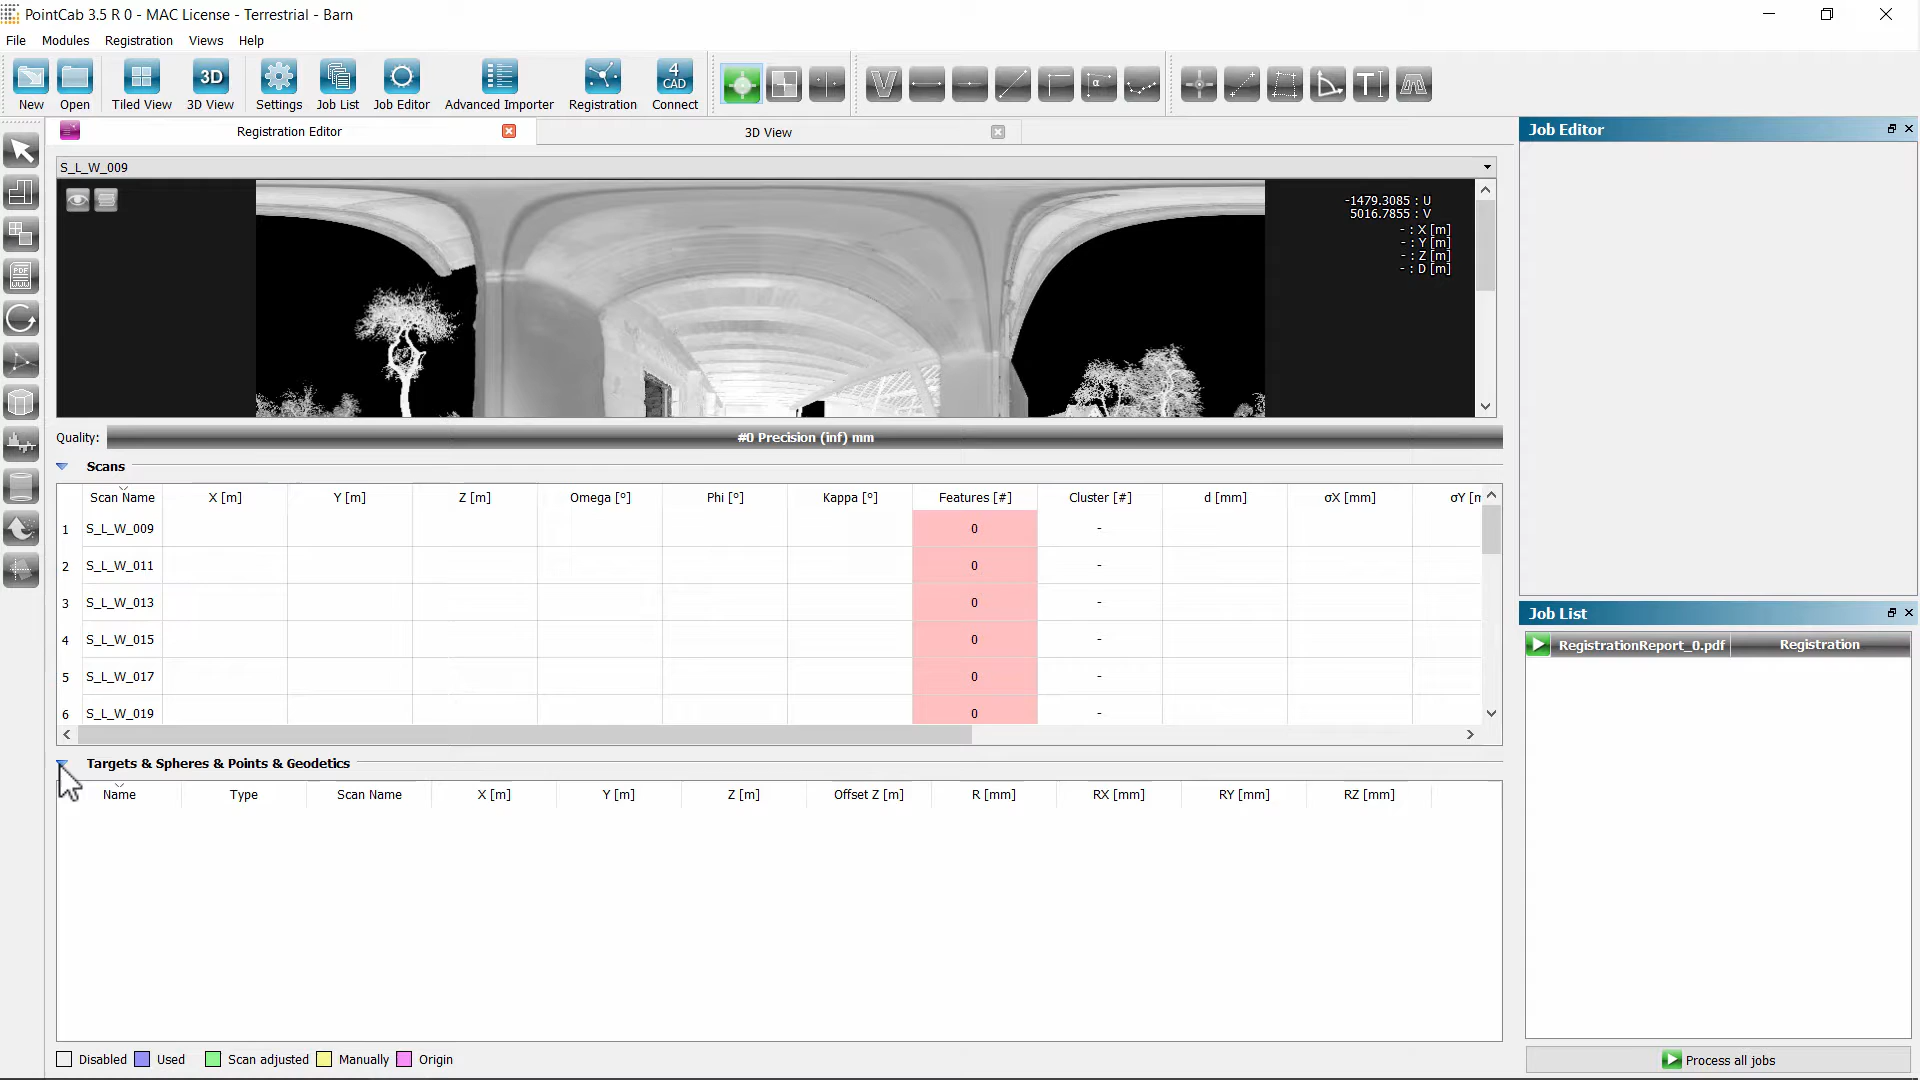 PointCab 3.5 R 0 - MAC License - Terrestrial - Barn
File Modules Registration Views Help
New Open Tiled View 3D View Settings Job List Job Editor Advanced Importer Registration Connect
3D
4
CAD
PDF
Registration Editor
3D View
Job Editor
S_L_W_009
-1479.3085 : U
5016.7855 : V
- : X [m]
- : Y [m]
- : Z [m]
- : D [m]
Quality: #0 Precision (inf) mm
Scans
Scan Name X [m] Y [m] Z [m] Omega [º] Phi [º] Kappa [º] Features [#] Cluster [#] d [mm] σX [mm] σY [m
1 S_L_W_009 0 -
2 S_L_W_011 0 -
3 S_L_W_013 0 -
4 S_L_W_015 0 -
5 S_L_W_017 0 -
6 S_L_W_019 0 -
Targets & Spheres & Points & Geodetics
Name Type Scan Name X [m] Y [m] Z [m] Offset Z [m] R [mm] RX [mm] RY [mm] RZ [mm]
Disabled Used Scan adjusted Manually Origin
Job List
RegistrationReport_0.pdf Registration
Process all jobs